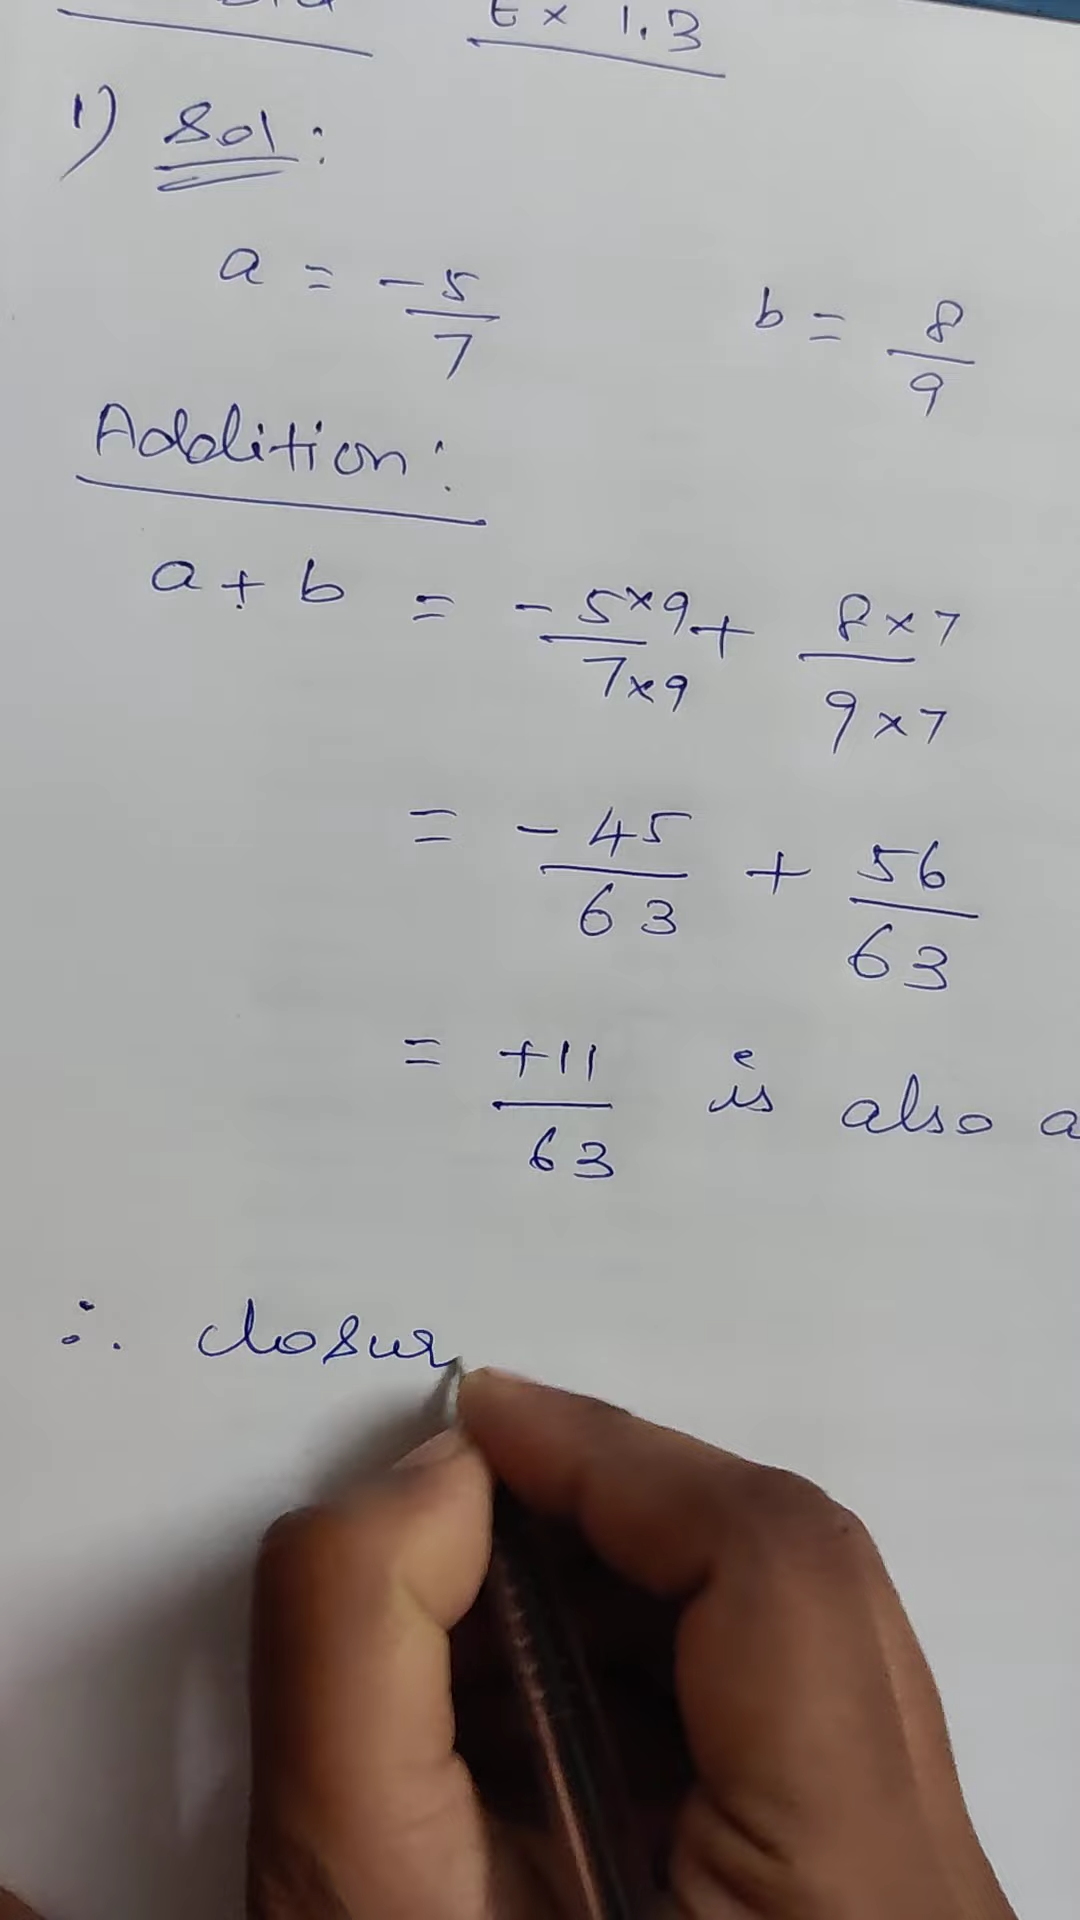 Ex 1.3
1) Sol:
a = -5/7 b = 8/9
Addition:
a + b = -5×9/7×9 + 8×7/9×7
= -45/63 + 56/63
= +11/63 is also a
∴ closur